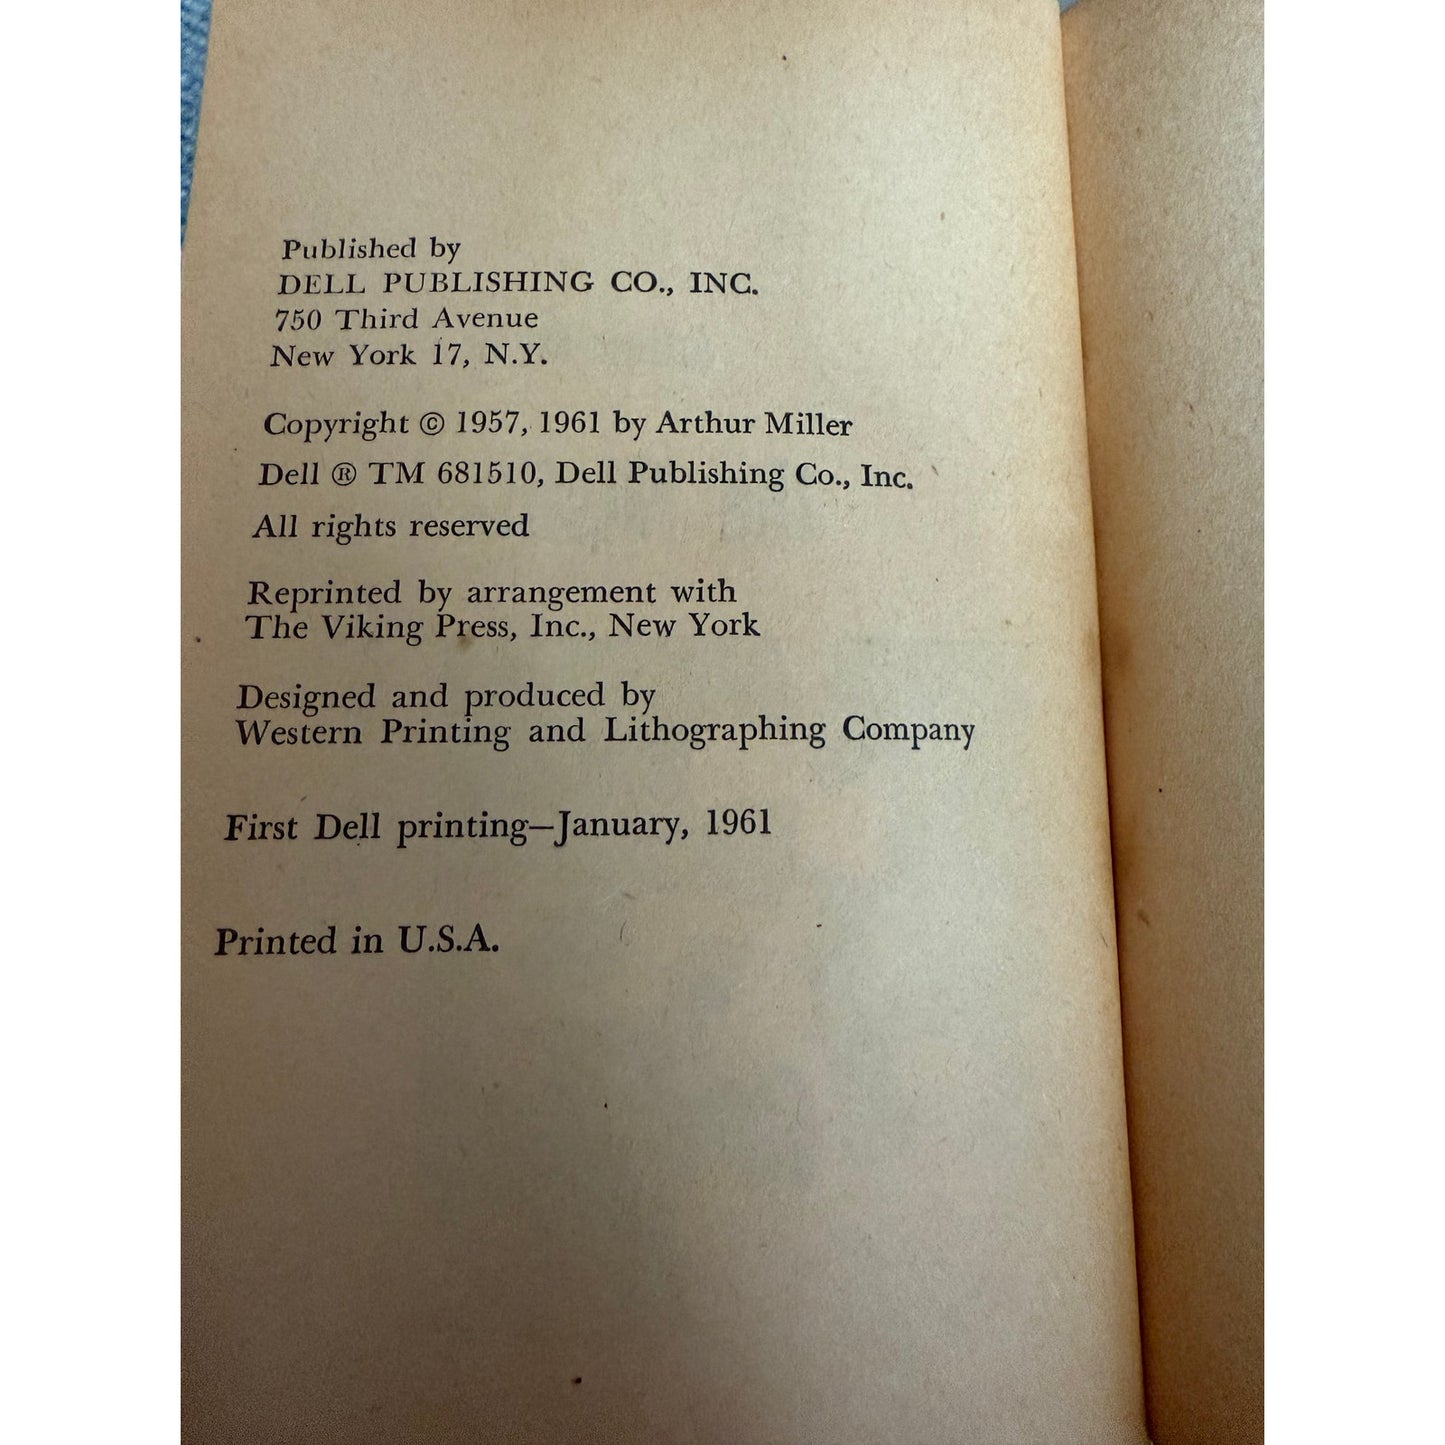 Published by
DELL PUBLISHING CO., INC.
750 Third Avenue
New York 17, N.Y.
Copyright © 1957, 1961 by Arthur Miller
Dell ® TM 681510, Dell Publishing Co., Inc.
All rights reserved
Reprinted by arrangement with
The Viking Press, Inc., New York
Designed and produced by
Western Printing and Lithographing Company
First Dell printing—January, 1961
Printed in U.S.A.